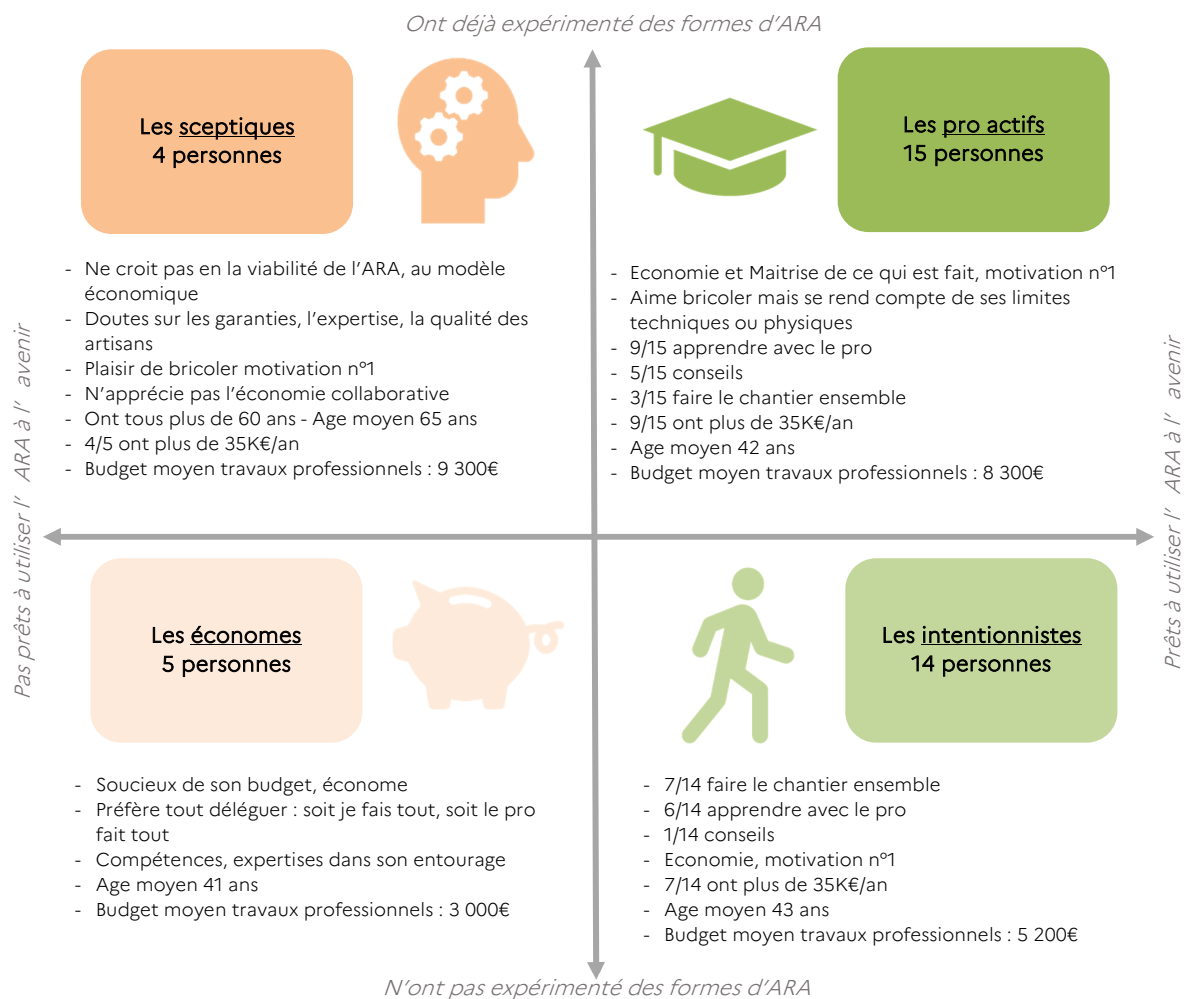 Ont déjà expérimenté des formes d'ARA
Les sceptiques
4 personnes
Les pro actifs
15 personnes
- Ne croit pas en la viabilité de l'ARA, au modèle
économique
- Doutes sur les garanties, l'expertise, la qualité des
artisans
- Plaisir de bricoler motivation n°1
- N'apprécie pas l'économie collaborative
- Ont tous plus de 60 ans - Age moyen 65 ans
- 4/5 ont plus de 35K€/an
- Budget moyen travaux professionnels : 9 300€
- Economie et Maitrise de ce qui est fait, motivation n°1
- Aime bricoler mais se rend compte de ses limites
techniques ou physiques
- 9/15 apprendre avec le pro
- 5/15 conseils
- 3/15 faire le chantier ensemble
- 9/15 ont plus de 35K€/an
- Age moyen 42 ans
- Budget moyen travaux professionnels : 8 300€
Pas prêts à utiliser l' ARA à l' avenir
Prêts à utiliser l' ARA à l' avenir
Les économes
5 personnes
Les intentionnistes
14 personnes
- Soucieux de son budget, économe
- Préfère tout déléguer : soit je fais tout, soit le pro
fait tout
- Compétences, expertises dans son entourage
- Age moyen 41 ans
- Budget moyen travaux professionnels : 3 000€
- 7/14 faire le chantier ensemble
- 6/14 apprendre avec le pro
- 1/14 conseils
- Economie, motivation n°1
- 7/14 ont plus de 35K€/an
- Age moyen 43 ans
- Budget moyen travaux professionnels : 5 200€
N'ont pas expérimenté des formes d'ARA